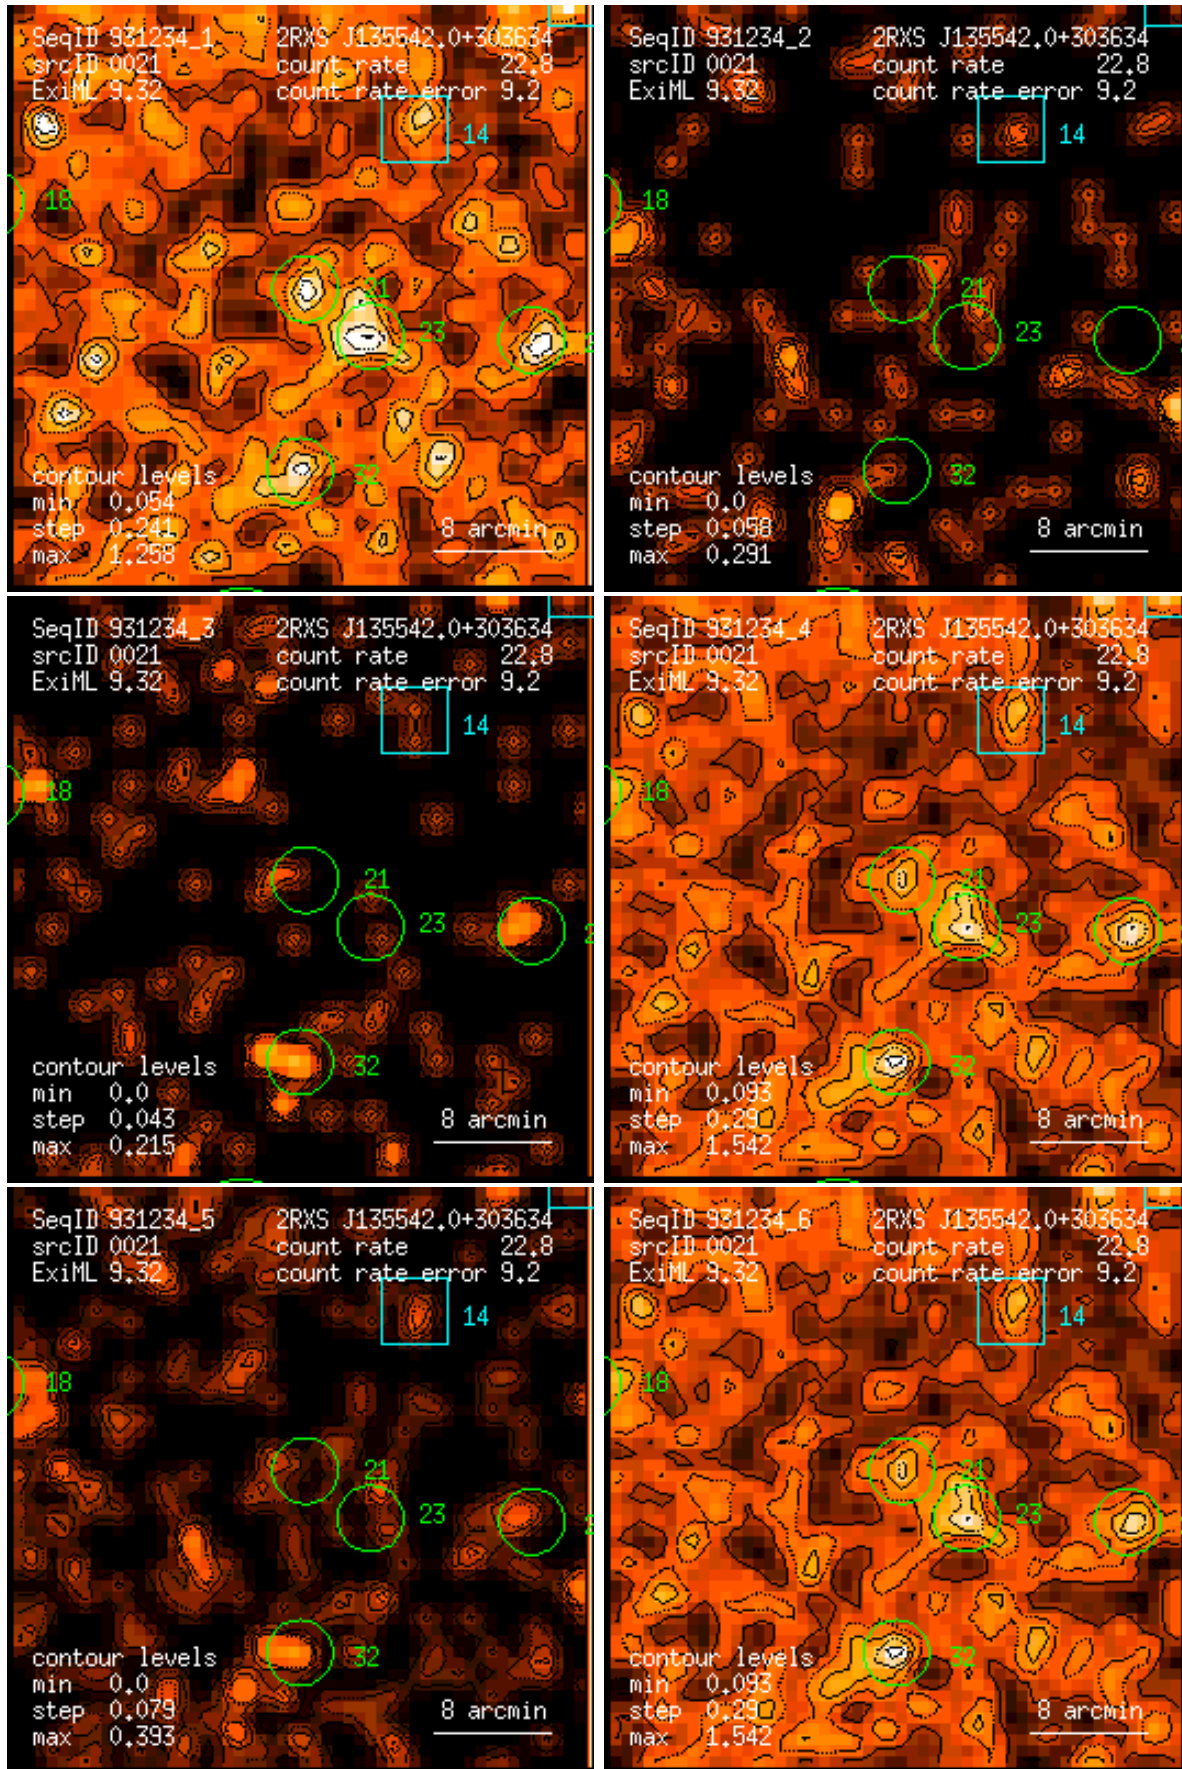 SeqID 931234_1 2RXS J135542.0+303634
srcID 0021 count rate 22.8
ExiML 9.32 count rate error 9.2
14
18
21
23
2
32
contour levels
min 0.054
step 0.241 8 arcmin
max 1.258
SeqID 931234_2 2RXS J135542.0+303634
srcID 0021 count rate 22.8
ExiML 9.32 count rate error 9.2
14
18
21
23
32
contour levels
min 0.0
step 0.058 8 arcmin
max 0.291
SeqID 931234_3 2RXS J135542.0+303634
srcID 0021 count rate 22.8
ExiML 9.32 count rate error 9.2
14
18
21
23
2
32
contour levels
min 0.0
step 0.043 8 arcmin
max 0.215
SeqID 931234_4 2RXS J135542.0+303634
srcID 0021 count rate 22.8
ExiML 9.32 count rate error 9.2
14
18
21
23
32
contour levels
min 0.093
step 0.29 8 arcmin
max 1.542
SeqID 931234_5 2RXS J135542.0+303634
srcID 0021 count rate 22.8
ExiML 9.32 count rate error 9.2
14
18
21
23
2
32
contour levels
min 0.0
step 0.079 8 arcmin
max 0.393
SeqID 931234_6 2RXS J135542.0+303634
srcID 0021 count rate 22.8
ExiML 9.32 count rate error 9.2
14
18
21
23
32
contour levels
min 0.093
step 0.29 8 arcmin
max 1.542